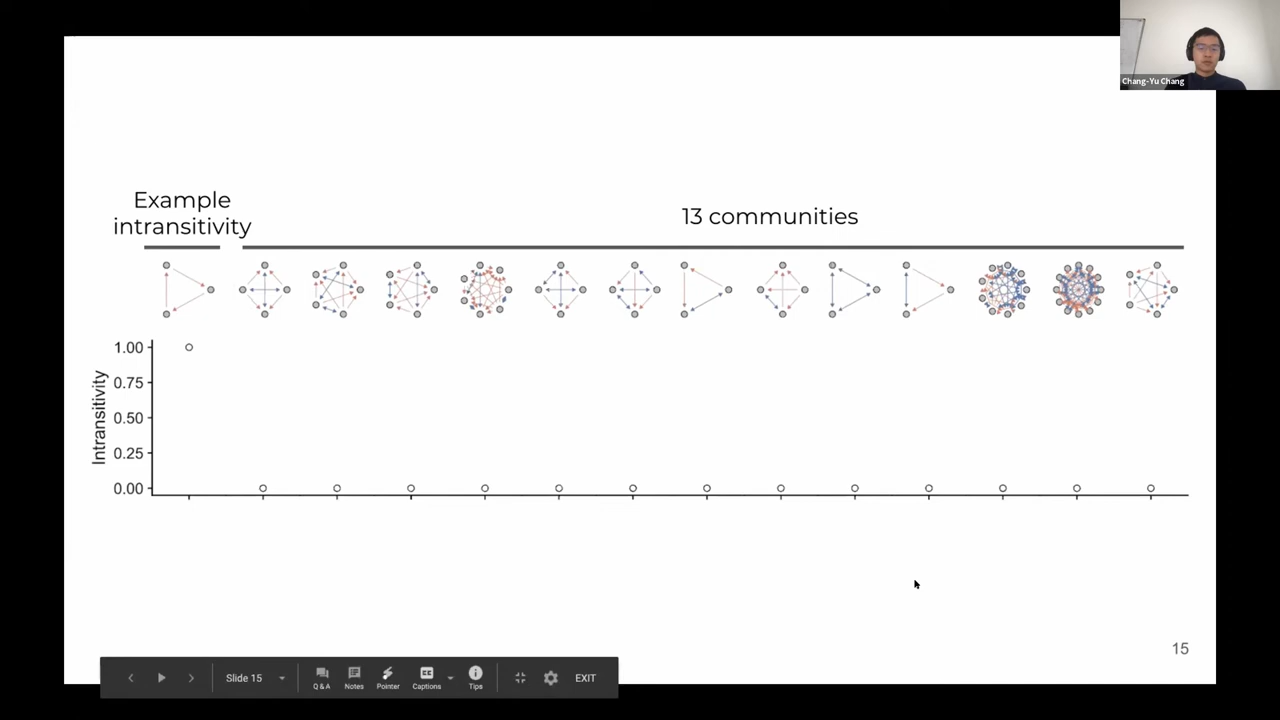 Chang-Yu Chang
Example
intransitivity
13 communities
1.00
0.75
0.50
0.25
0.00
Intransitivity
15
Slide 15
Q & A
Notes
Pointer
Captions
CC
Tips
EXIT